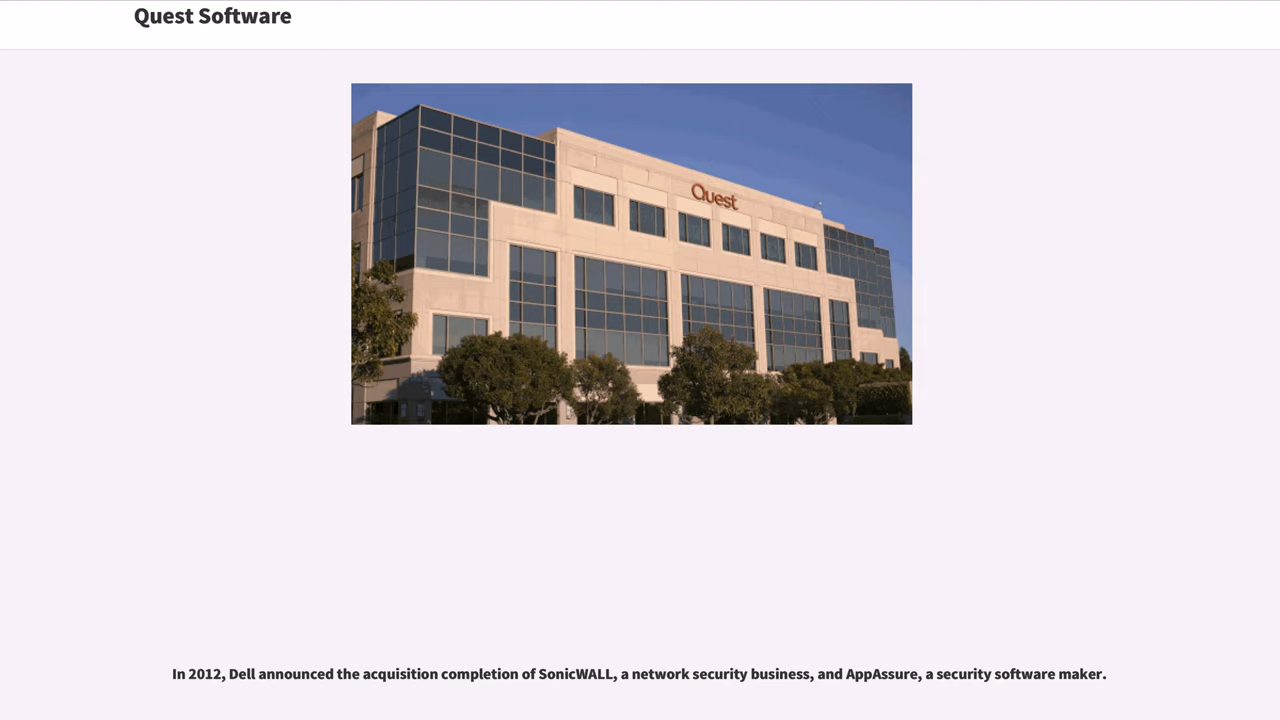 Quest Software
Quest
In 2012, Dell announced the acquisition completion of SonicWALL, a network security business, and AppAssure, a security software maker.